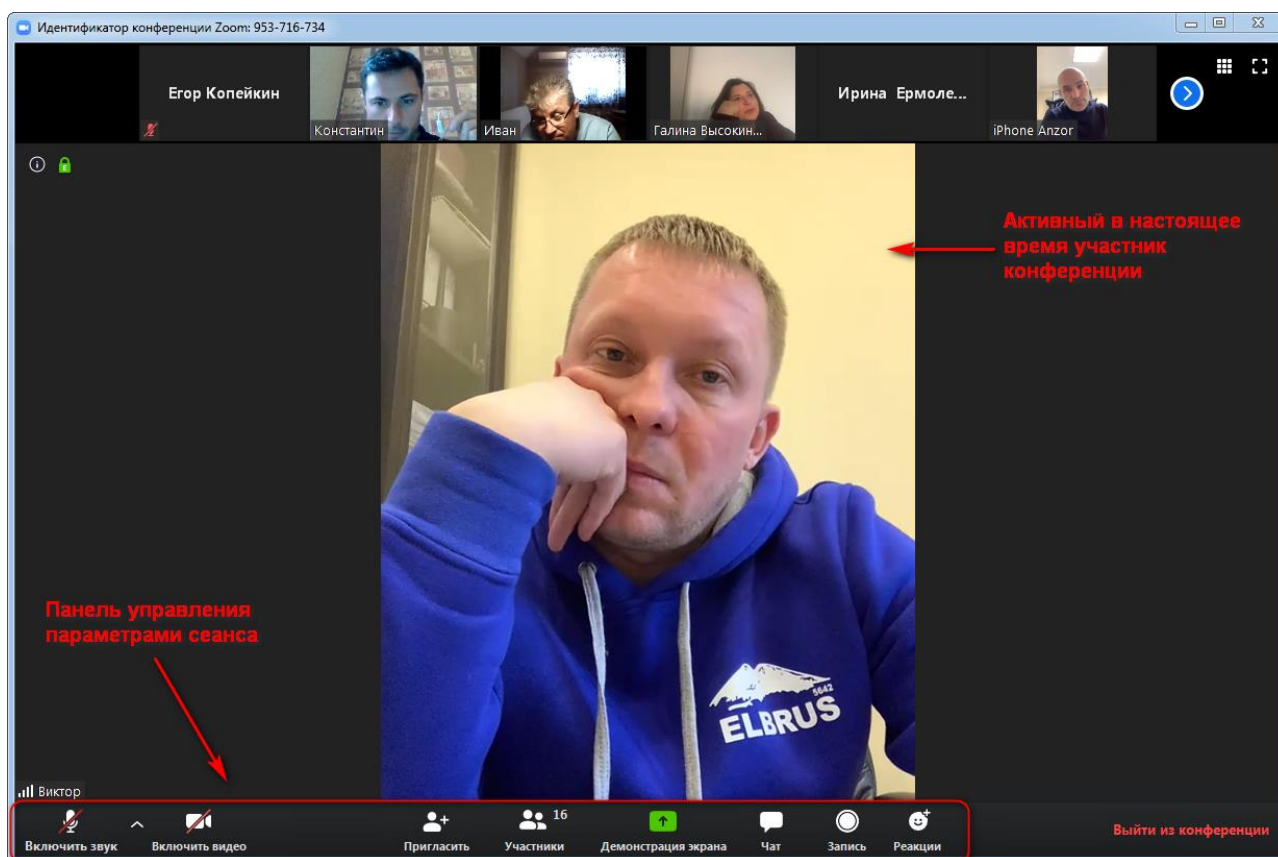 Идентификатор конференции Zoom: 953-716-734
Егор Копейкин
Константин
Иван
Галина Высокин...
Ирина Ермоле...
iPhone Anzor
Активный в настоящее
время участник
конференции
5642
ELBRUS
Панель управления
параметрами сеанса
Виктор
Включить звук
Включить видео
Пригласить
Участники
16
Демонстрация экрана
Чат
Запись
Реакции
Выйти из конференции